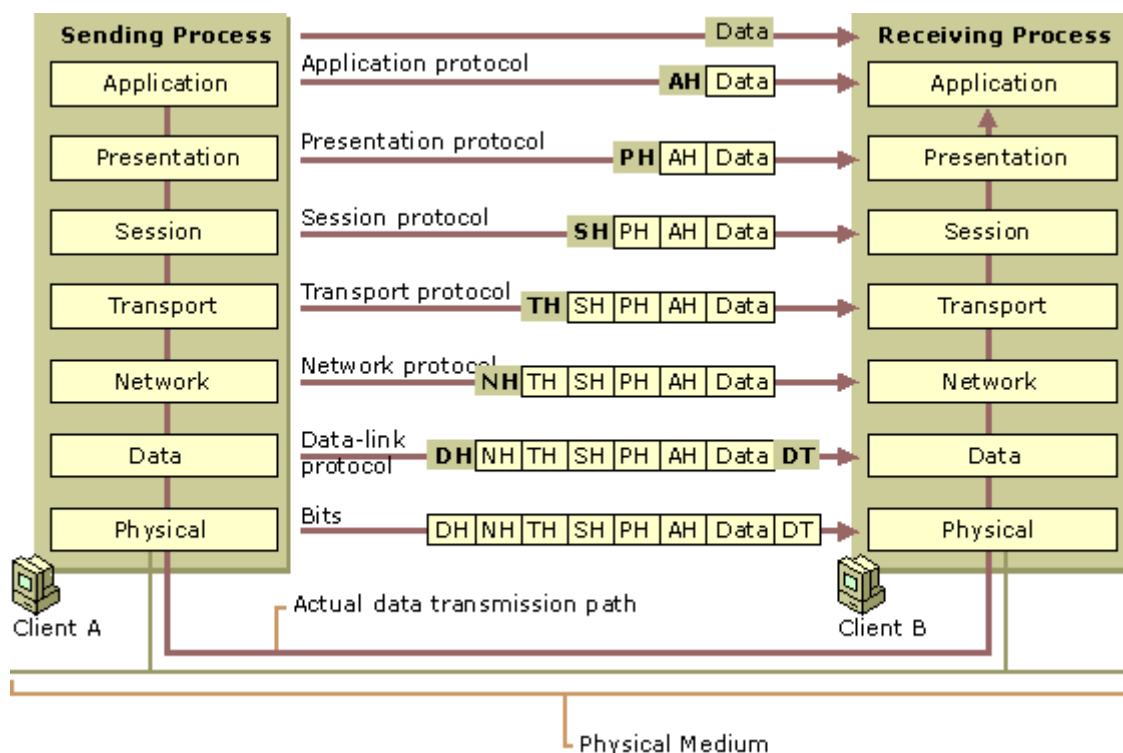 Sending Process
Data
Receiving Process
Application
Application protocol
AH Data
Application
Presentation
Presentation protocol
PH AH Data
Presentation
Session
Session protocol
SH PH AH Data
Session
Transport
Transport protocol
TH SH PH AH Data
Transport
Network
Network protocol
NH TH SH PH AH Data
Network
Data
Data-link
protocol
DH NH TH SH PH AH Data DT
Data
Physical
Bits
DH NH TH SH PH AH Data DT
Physical
Client A
Actual data transmission path
Client B
Physical Medium